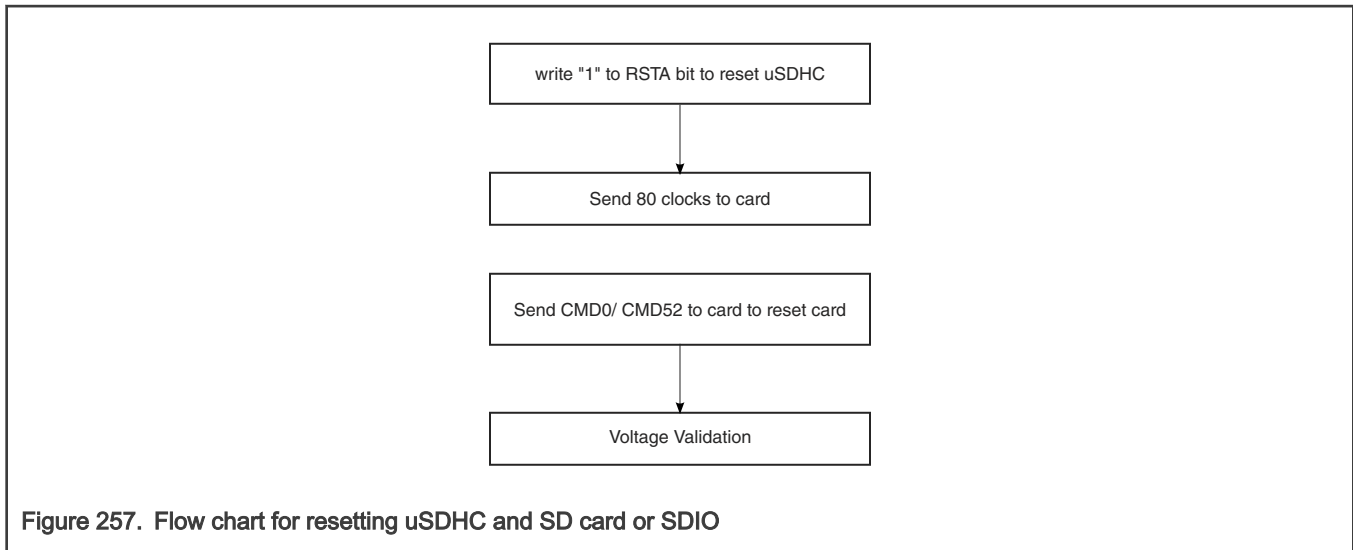 write "1" to RSTA bit to reset uSDHC
Send 80 clocks to card
Send CMD0/ CMD52 to card to reset card
Voltage Validation
Figure 257. Flow chart for resetting uSDHC and SD card or SDIO